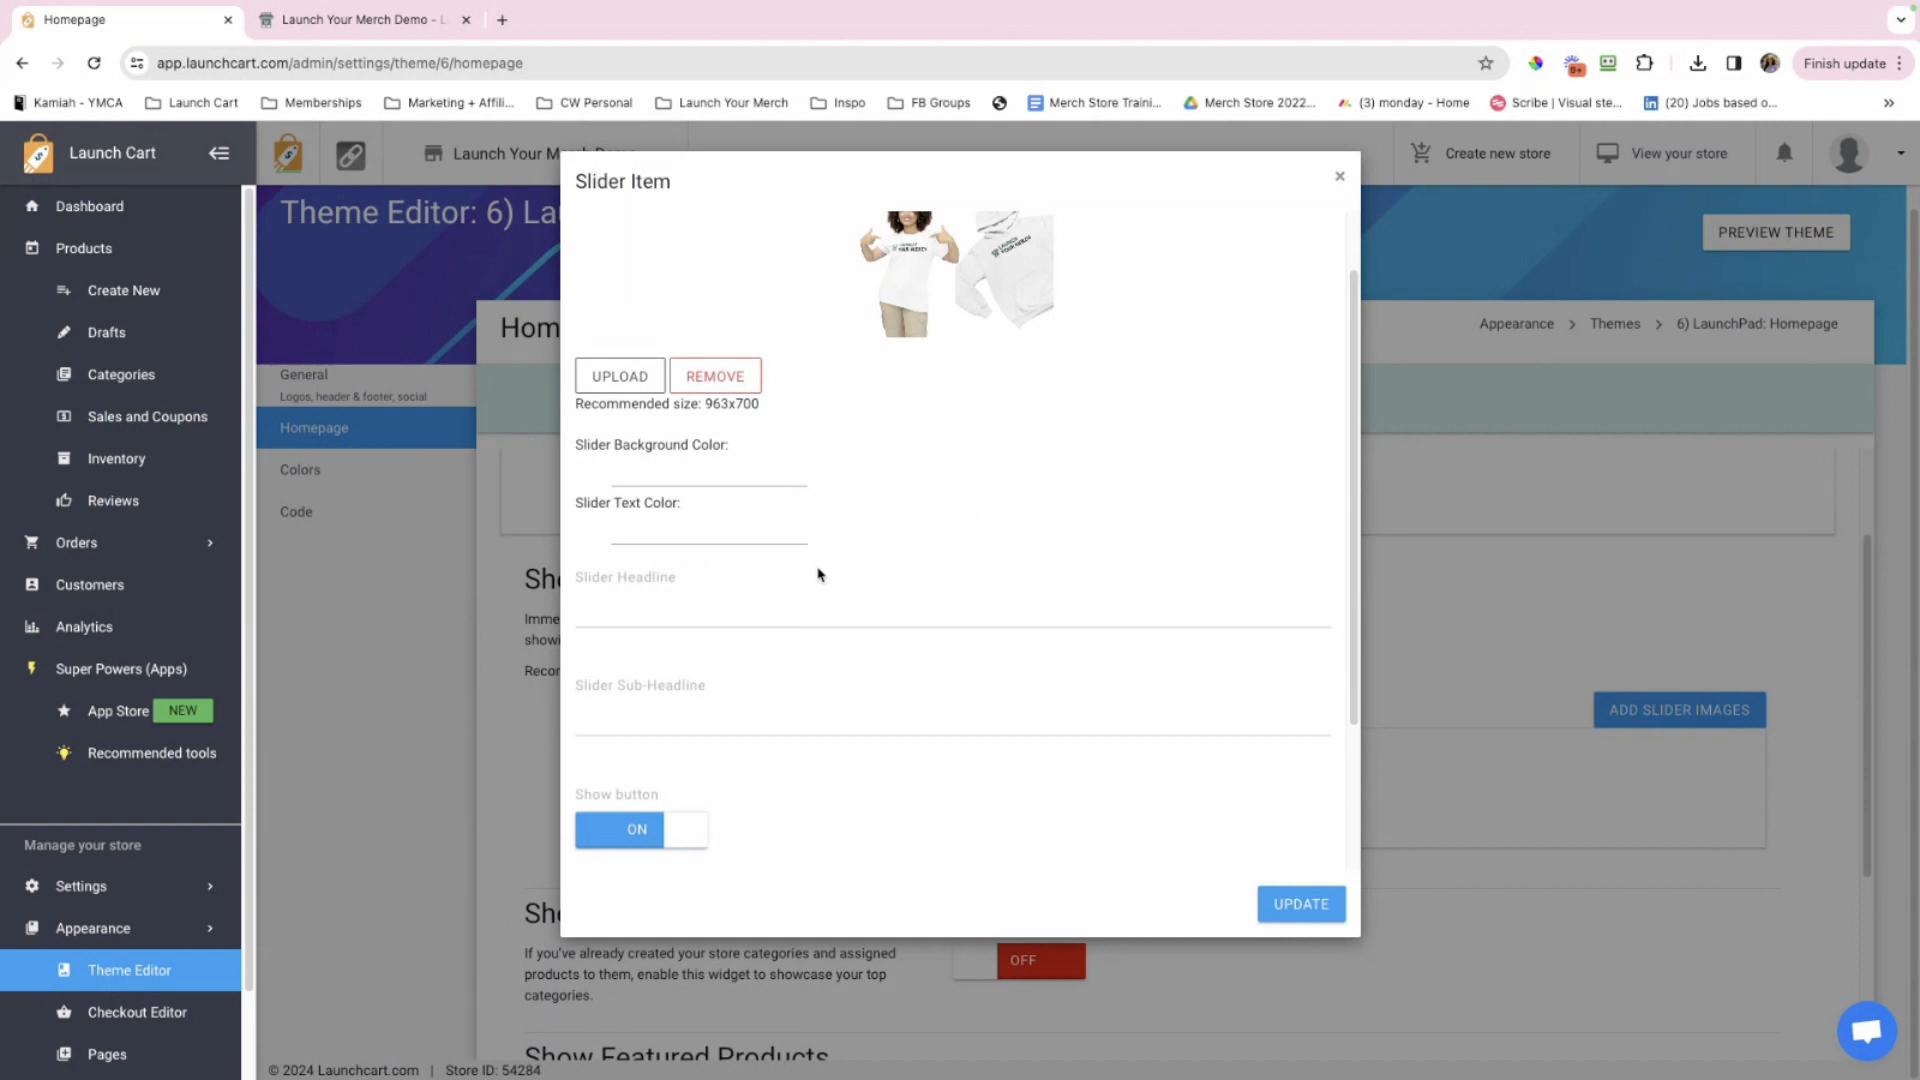 Homepage
Launch Your Merch Demo - L
app.launchcart.com/admin/settings/theme/6/homepage
Finish update
Kamiah - YMCA
Launch Cart
Memberships
Marketing + Affili...
CW Personal
Launch Your Merch
Inspo
FB Groups
Merch Store Traini...
Merch Store 2022...
(3) monday - Home
Scribe | Visual ste...
(20) Jobs based o...
Launch Cart
Launch Your M
Create new store
View your store
Dashboard
Products
Create New
Drafts
Categories
Sales and Coupons
Inventory
Reviews
Orders
Customers
Analytics
Super Powers (Apps)
App Store NEW
Recommended tools
Manage your store
Settings
Appearance
Theme Editor
Checkout Editor
Pages
Theme Editor: 6) La
PREVIEW THEME
Hom
Appearance > Themes > 6) LaunchPad: Homepage
General
Logos, header & footer, social
Homepage
Colors
Code
Slider Item
YOUR MERCH
LAUNCH
YOUR MERCH
UPLOAD
REMOVE
Recommended size: 963x700
Slider Background Color:
Slider Text Color:
Slider Headline
Slider Sub-Headline
Show button
ON
UPDATE
Sho
Imme
showi
Recor
ADD SLIDER IMAGES
Sho
If you've already created your store categories and assigned
products to them, enable this widget to showcase your top
categories.
OFF
Show Featured Products
© 2024 Launchcart.com | Store ID: 54284